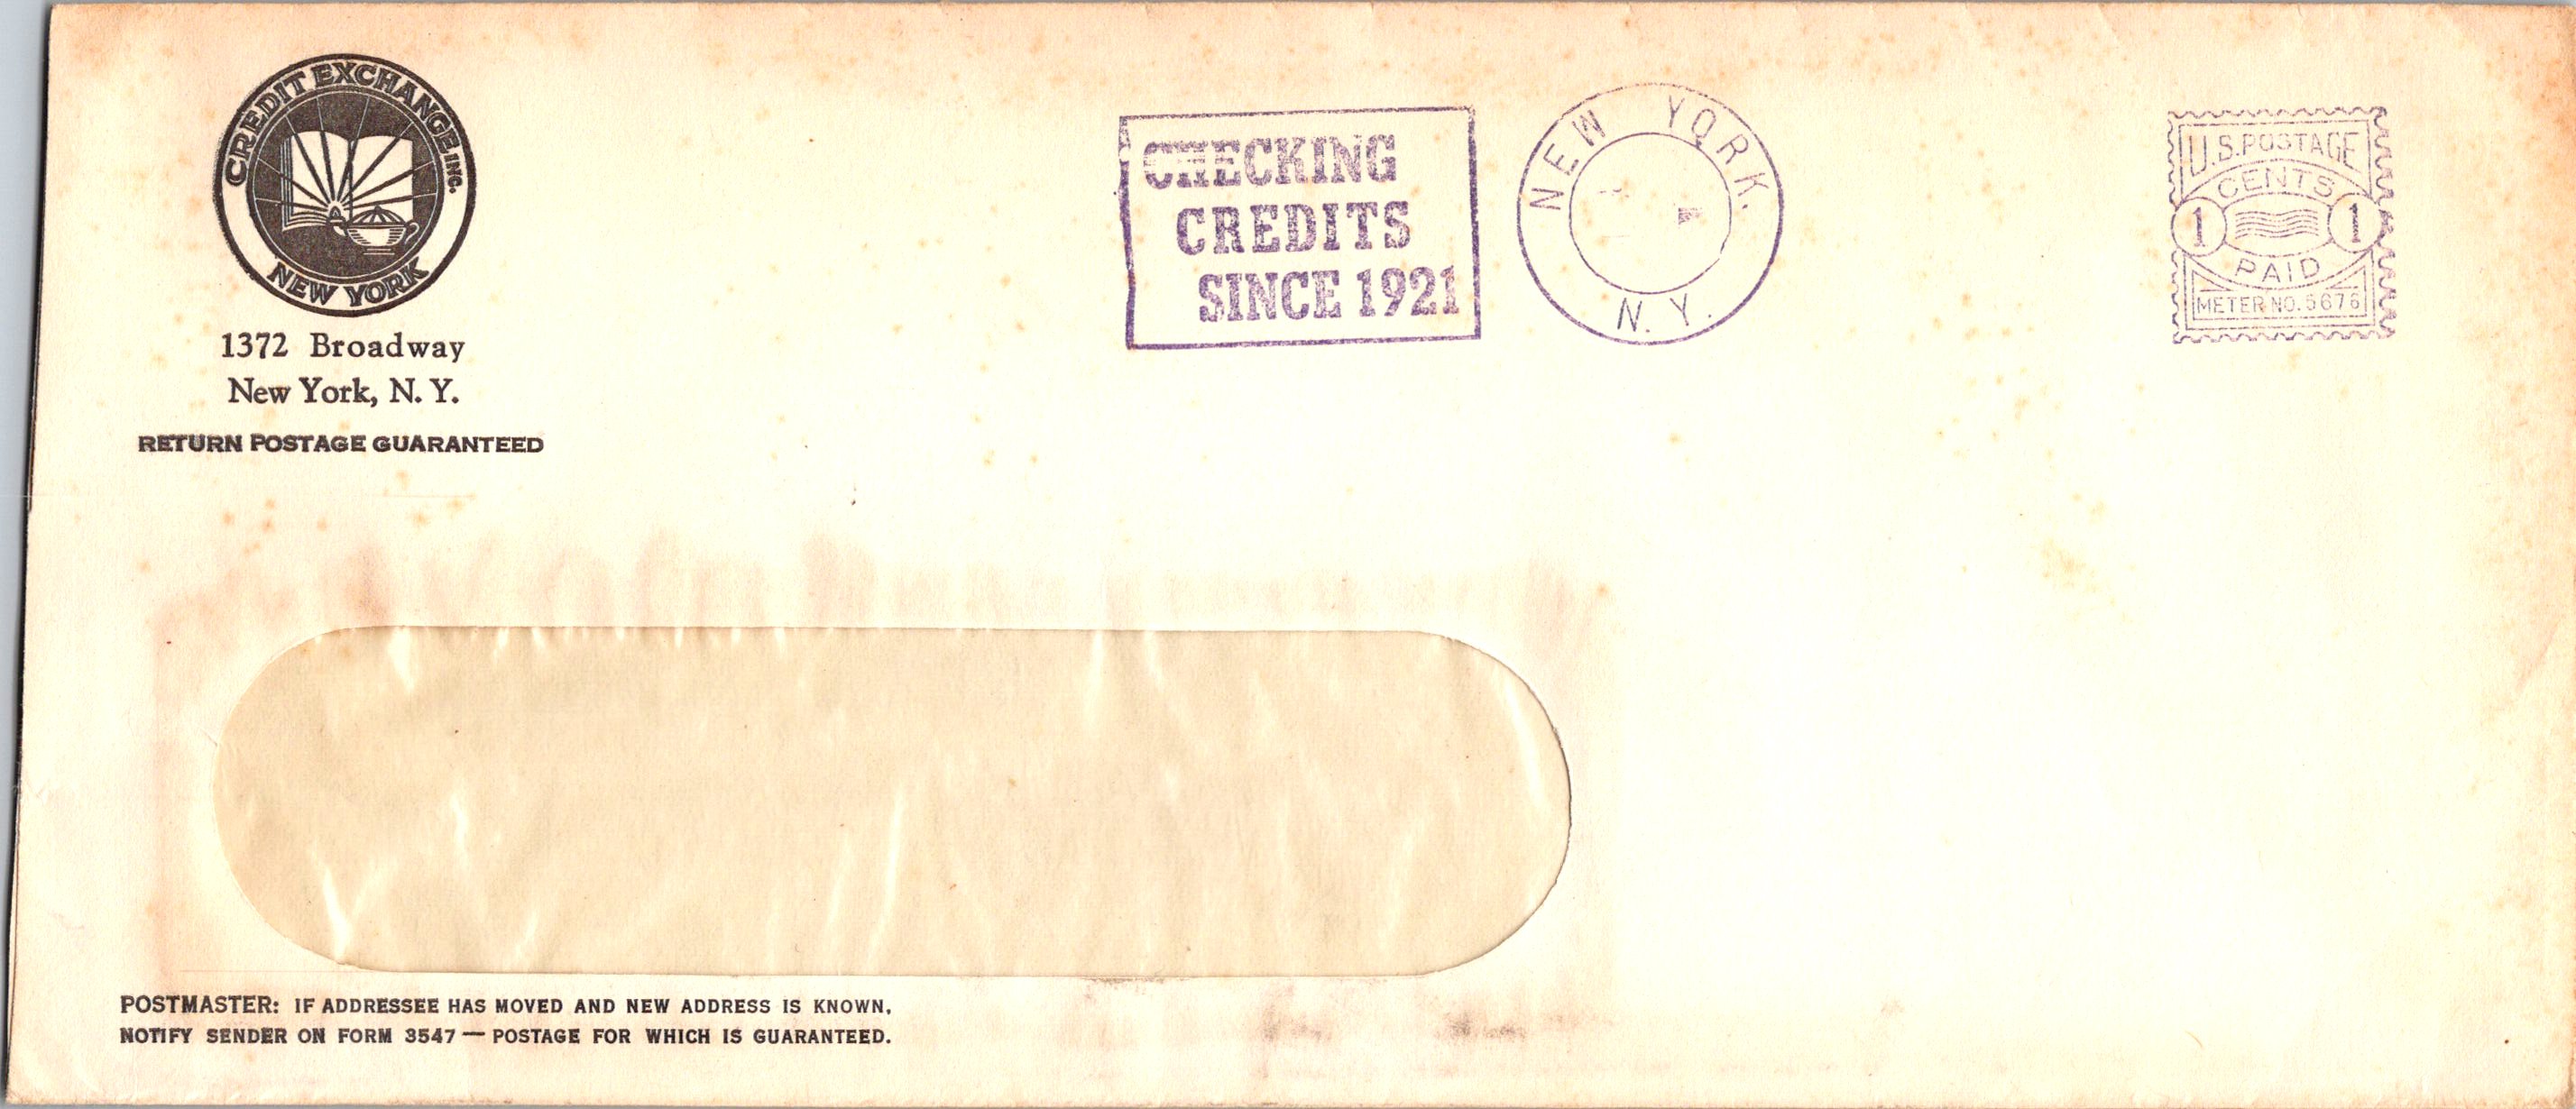 CREDIT EXCHANGE INC.
NEW YORK
1372 Broadway
New York, N. Y.
RETURN POSTAGE GUARANTEED
CHECKING
CREDITS
SINCE 1921
NEW YORK.
N. Y.
U.S. POSTAGE
CENTS
1 1
PAID
METER NO. 5676
POSTMASTER: IF ADDRESSEE HAS MOVED AND NEW ADDRESS IS KNOWN,
NOTIFY SENDER ON FORM 3547 — POSTAGE FOR WHICH IS GUARANTEED.